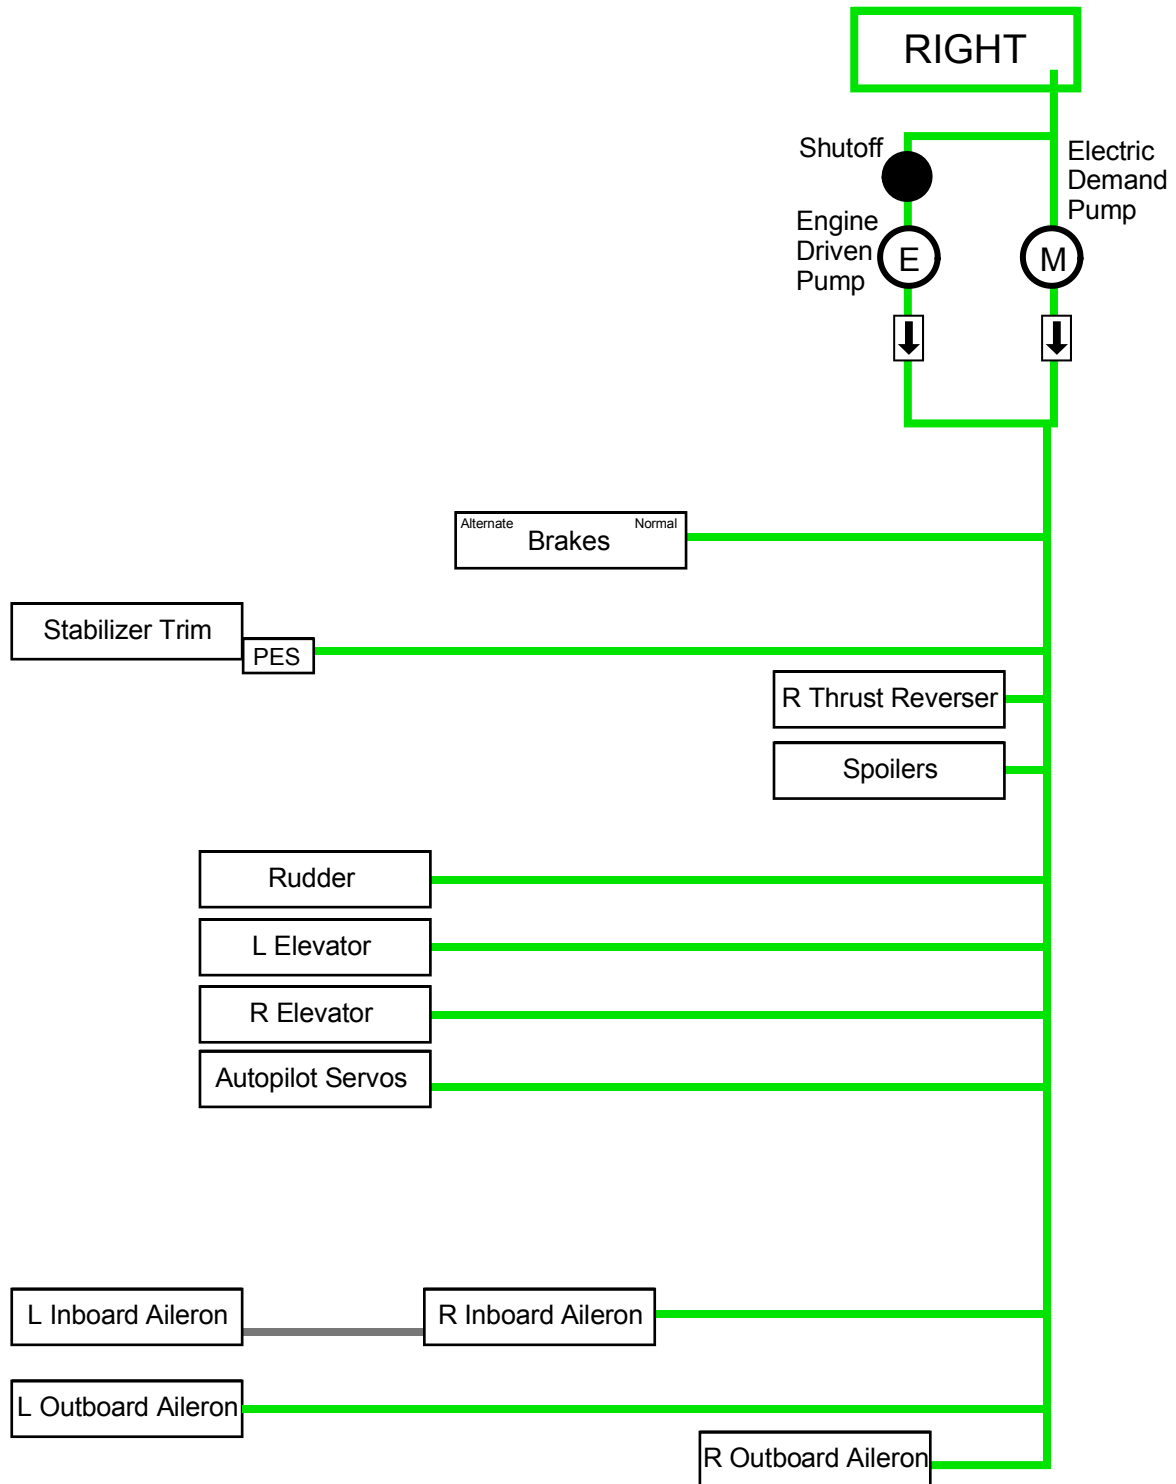 RIGHT
Shutoff
Electric
Demand
Pump
Engine
Driven
Pump
E
M
Alternate Normal
Brakes
Stabilizer Trim
PES
R Thrust Reverser
Spoilers
Rudder
L Elevator
R Elevator
Autopilot Servos
L Inboard Aileron
R Inboard Aileron
L Outboard Aileron
R Outboard Aileron